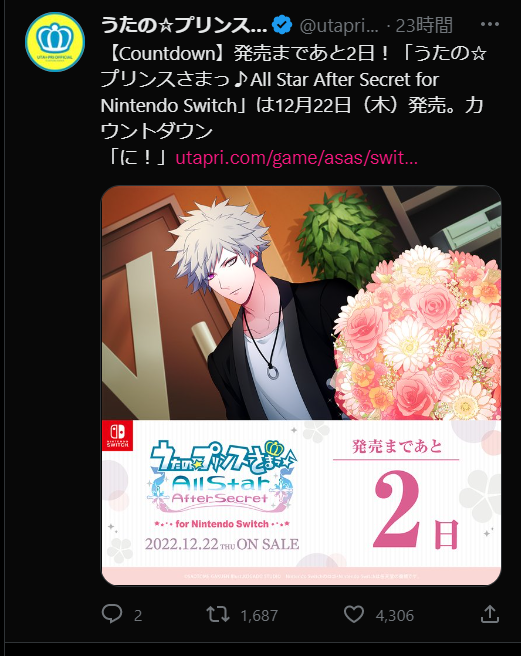 うたの☆プリンス... @utapri... · 23時間
【Countdown】発売まであと2日！「うたの☆
プリンスさまっ♪All Star After Secret for
Nintendo Switch」は12月22日（木）発売。カ
ウントダウン
「に！」utapri.com/game/asas/swit...
UTA☆PRI OFFICIAL
NINTENDO
SWITCH
うたの☆プリンスさまっ♪
All Star
After Secret
for Nintendo Switch
2022.12.22 THU ON SALE
発売まであと
2日
2
1,687
4,306